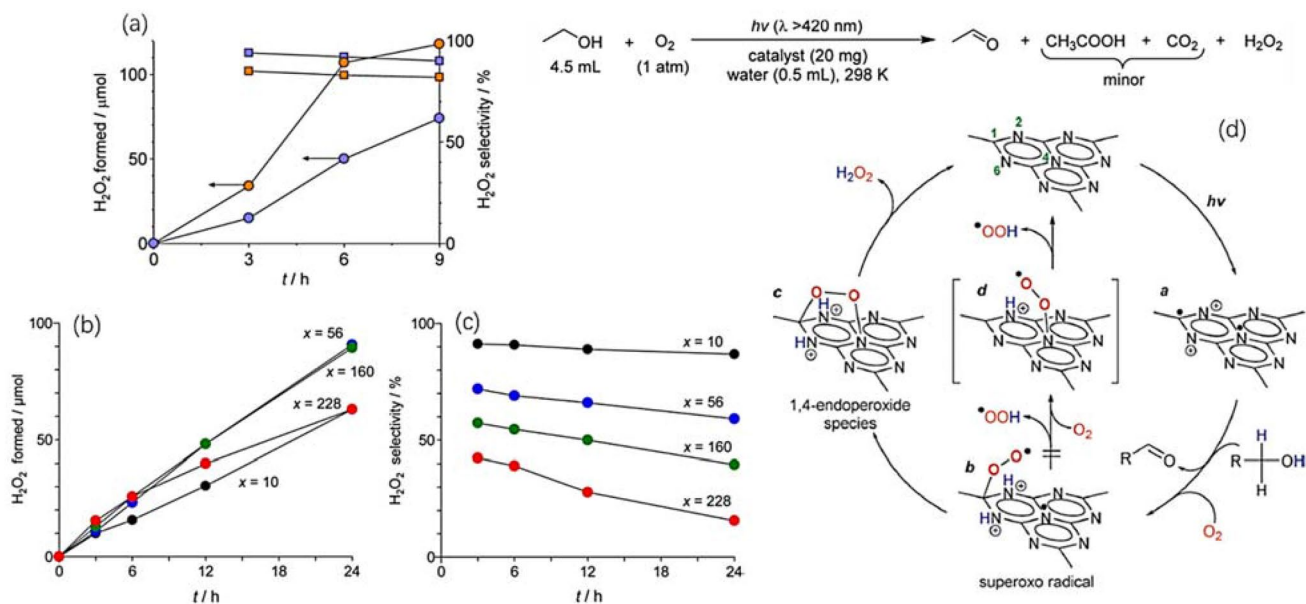 (a)
H₂O₂ formed / μmol
100
50
0
100
50
0
H₂O₂ selectivity / %
0 3 6 9
t / h
OH + O₂
4.5 mL (1 atm)
hν (λ >420 nm)
catalyst (20 mg)
water (0.5 mL), 298 K
O + CH₃COOH + CO₂ + H₂O₂
minor
(b)
H₂O₂ formed / μmol
100
50
0
x = 56
x = 160
x = 228
x = 10
0 6 12 18 24
t / h
(c)
H₂O₂ selectivity / %
100
50
0
x = 10
x = 56
x = 160
x = 228
0 6 12 18 24
t / h
(d)
1 2 4 6
N N N N N N
H₂O₂
hν
•OOH
c
O O
H N ⊕ N N
HN ⊕ N N N
1,4-endoperoxide
species
d
•O
O
H N ⊕ N N
N N N N
a
N ⊕ N N
N ⊕ N N N
•OOH
O₂
b
O O•
H N ⊕ N N
HN ⊕ N N N
superoxo radical
R O
H
R OH
H
O₂